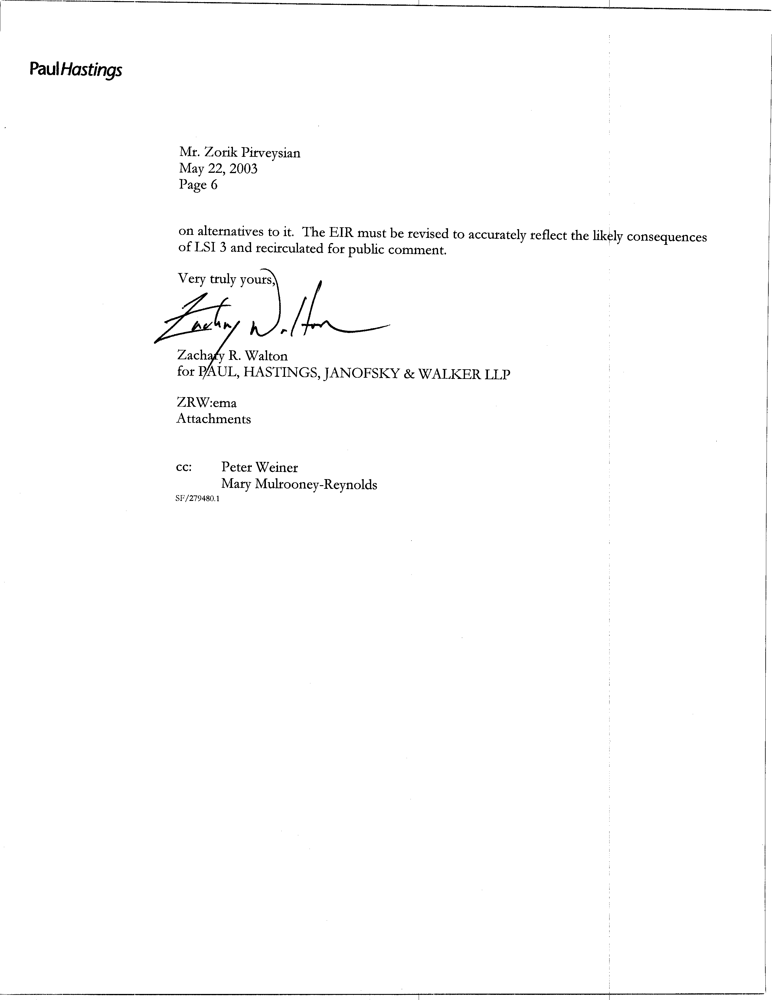 PaulHastings
Mr. Zorik Pirveysian
May 22, 2003
Page 6
on alternatives to it. The EIR must be revised to accurately reflect the likely consequences
of LSI 3 and recirculated for public comment.
Very truly yours,
Zachary Walton
Zachary R. Walton
for PAUL, HASTINGS, JANOFSKY & WALKER LLP
ZRW:ema
Attachments
cc: Peter Weiner
Mary Mulrooney-Reynolds
SF/279480.1